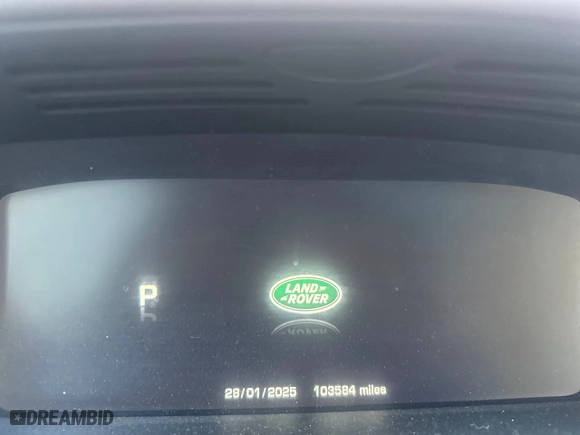 P
LAND
ROVER
28/01/2025 103584 miles
DREAMBID